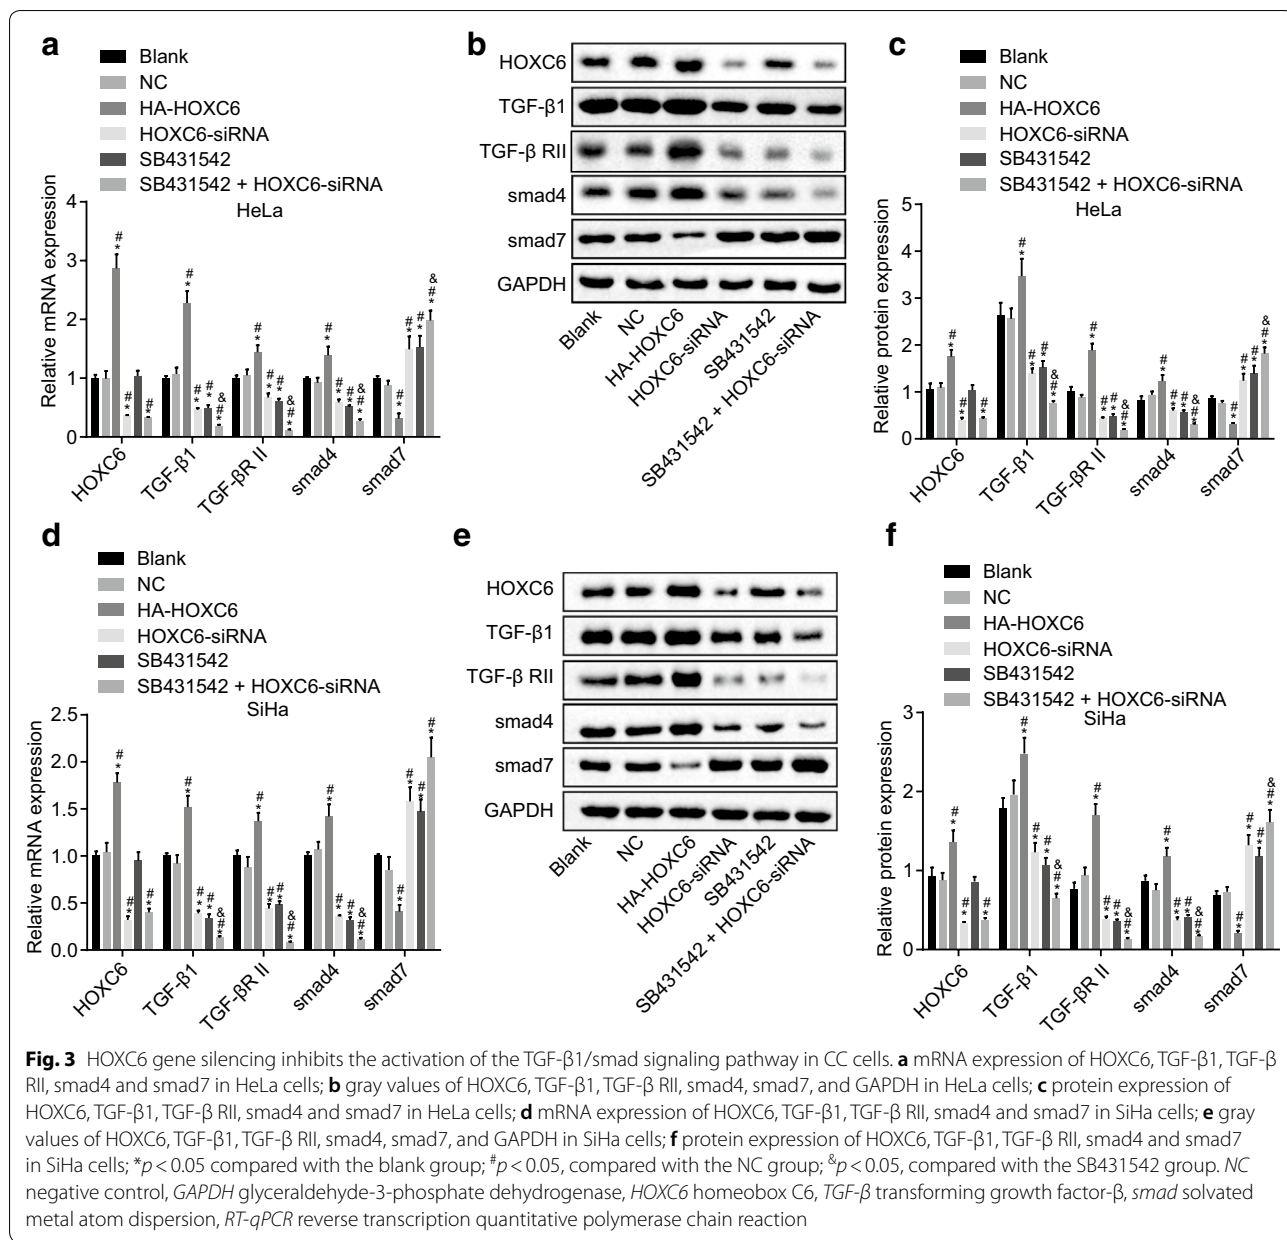 a
Blank
NC
HA-HOXC6
HOXC6-siRNA
SB431542
SB431542 + HOXC6-siRNA
HeLa
Relative mRNA expression
4
3
2
1
0
# * # * # *
# * # * # * & # *
# * # * # * & # *
# * # * # * & # *
# * # * # * & # *
HOXC6
TGF-β1
TGF-βR II
smad4
smad7
b
HOXC6
TGF-β1
TGF-β RII
smad4
smad7
GAPDH
Blank
NC
HA-HOXC6
HOXC6-siRNA
SB431542
SB431542 + HOXC6-siRNA
c
Blank
NC
HA-HOXC6
HOXC6-siRNA
SB431542
SB431542 + HOXC6-siRNA
HeLa
Relative protein expression
5
4
3
2
1
0
# * # * # *
# * # * # * & # *
# * # * # * & # *
# * # * # * & # *
# * # * # * & # *
HOXC6
TGF-β1
TGF-βR II
smad4
smad7
d
Blank
NC
HA-HOXC6
HOXC6-siRNA
SB431542
SB431542 + HOXC6-siRNA
SiHa
Relative mRNA expression
2.5
2.0
1.5
1.0
0.5
0.0
# * # * # *
# * # * # * & # *
# * # * # * & # *
# * # * # * & # *
# * # * # * # *
HOXC6
TGF-β1
TGF-βR II
smad4
smad7
e
HOXC6
TGF-β1
TGF-β RII
smad4
smad7
GAPDH
Blank
NC
HA-HOXC6
HOXC6-siRNA
SB431542
SB431542 + HOXC6-siRNA
f
Blank
NC
HA-HOXC6
HOXC6-siRNA
SB431542
SB431542 + HOXC6-siRNA
SiHa
Relative protein expression
3
2
1
0
# * # * # *
# * # * # * & # *
# * # * # * & # *
# * # * # * & # *
# * # * # * & # *
HOXC6
TGF-β1
TGF-βR II
smad4
smad7
Fig. 3 HOXC6 gene silencing inhibits the activation of the TGF-β1/smad signaling pathway in CC cells. a mRNA expression of HOXC6, TGF-β1, TGF-β
RII, smad4 and smad7 in HeLa cells; b gray values of HOXC6, TGF-β1, TGF-β RII, smad4, smad7, and GAPDH in HeLa cells; c protein expression of
HOXC6, TGF-β1, TGF-β RII, smad4 and smad7 in HeLa cells; d mRNA expression of HOXC6, TGF-β1, TGF-β RII, smad4 and smad7 in SiHa cells; e gray
values of HOXC6, TGF-β1, TGF-β RII, smad4, smad7, and GAPDH in SiHa cells; f protein expression of HOXC6, TGF-β1, TGF-β RII, smad4 and smad7
in SiHa cells; *p < 0.05 compared with the blank group; #p < 0.05, compared with the NC group; &p < 0.05, compared with the SB431542 group. NC
negative control, GAPDH glyceraldehyde-3-phosphate dehydrogenase, HOXC6 homeobox C6, TGF-β transforming growth factor-β, smad solvated
metal atom dispersion, RT-qPCR reverse transcription quantitative polymerase chain reaction